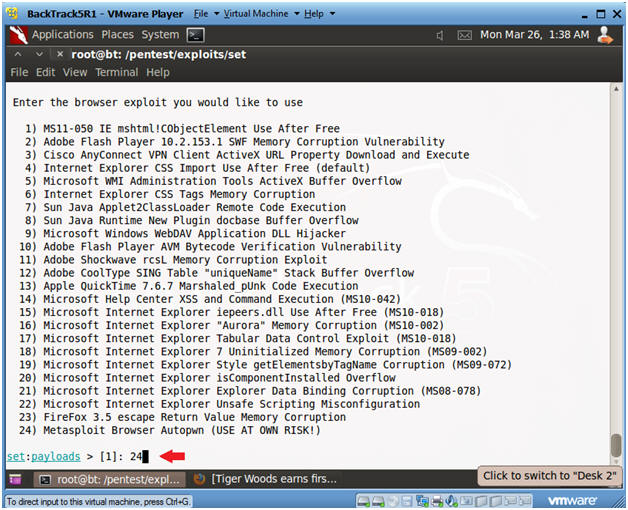 BackTrack5R1 - VMware Player File Virtual Machine Help
Applications Places System Mon Mar 26, 1:38 AM
root@bt: /pentest/exploits/set
File Edit View Terminal Help
Enter the browser exploit you would like to use
1) MS11-050 IE mshtml!CObjectElement Use After Free
2) Adobe Flash Player 10.2.153.1 SWF Memory Corruption Vulnerability
3) Cisco AnyConnect VPN Client ActiveX URL Property Download and Execute
4) Internet Explorer CSS Import Use After Free (default)
5) Microsoft WMI Administration Tools ActiveX Buffer Overflow
6) Internet Explorer CSS Tags Memory Corruption
7) Sun Java Applet2ClassLoader Remote Code Execution
8) Sun Java Runtime New Plugin docbase Buffer Overflow
9) Microsoft Windows WebDAV Application DLL Hijacker
10) Adobe Flash Player AVM Bytecode Verification Vulnerability
11) Adobe Shockwave rcsL Memory Corruption Exploit
12) Adobe CoolType SING Table "uniqueName" Stack Buffer Overflow
13) Apple QuickTime 7.6.7 Marshaled_pUnk Code Execution
14) Microsoft Help Center XSS and Command Execution (MS10-042)
15) Microsoft Internet Explorer iepeers.dll Use After Free (MS10-018)
16) Microsoft Internet Explorer "Aurora" Memory Corruption (MS10-002)
17) Microsoft Internet Explorer Tabular Data Control Exploit (MS10-018)
18) Microsoft Internet Explorer 7 Uninitialized Memory Corruption (MS09-002)
19) Microsoft Internet Explorer Style getElementsbyTagName Corruption (MS09-072)
20) Microsoft Internet Explorer isComponentInstalled Overflow
21) Microsoft Internet Explorer Explorer Data Binding Corruption (MS08-078)
22) Microsoft Internet Explorer Unsafe Scripting Misconfiguration
23) FireFox 3.5 escape Return Value Memory Corruption
24) Metasploit Browser Autopwn (USE AT OWN RISK!)
set:payloads > [1]: 24
root@bt: /pentest/expl... [Tiger Woods earns firs... Click to switch to "Desk 2"
To direct input to this virtual machine, press Ctrl+G. vmware